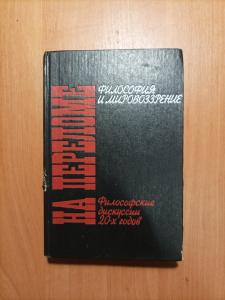 НА ПЕРЕЛОМЕ
ФИЛОСОФИЯ
И МИРОВОЗЗРЕНИЕ
Философские
дискуссии
20-х годов